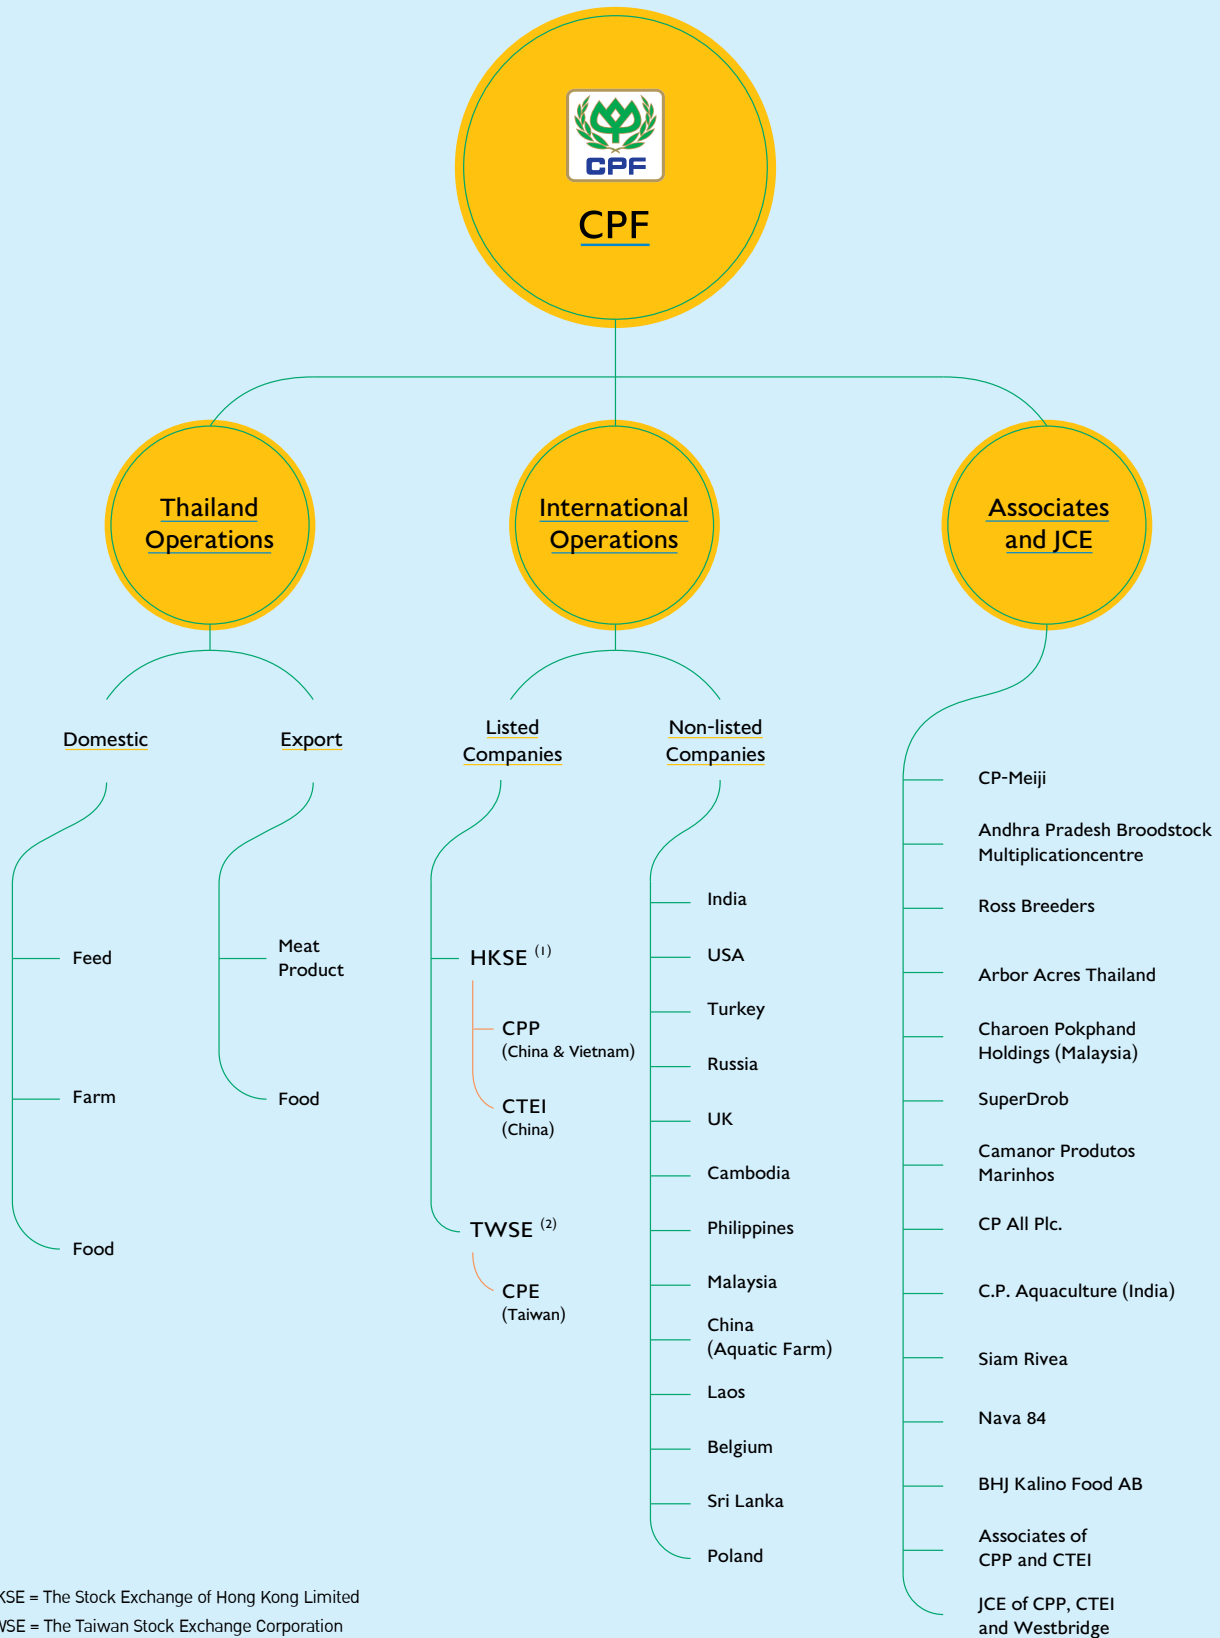 CPF
CPF
Thailand
Operations
International
Operations
Associates
and JCE
Domestic
Export
Listed
Companies
Non-listed
Companies
Feed
Farm
Food
Meat
Product
Food
HKSE (1)
CPP
(China & Vietnam)
CTEI
(China)
TWSE (2)
CPE
(Taiwan)
India
USA
Turkey
Russia
UK
Cambodia
Philippines
Malaysia
China
(Aquatic Farm)
Laos
Belgium
Sri Lanka
Poland
CP-Meiji
Andhra Pradesh Broodstock
Multiplicationcentre
Ross Breeders
Arbor Acres Thailand
Charoen Pokphand
Holdings (Malaysia)
SuperDrob
Camanor Produtos
Marinhos
CP All Plc.
C.P. Aquaculture (India)
Siam Rivea
Nava 84
BHJ Kalino Food AB
Associates of
CPP and CTEI
JCE of CPP, CTEI
and Westbridge
KSE = The Stock Exchange of Hong Kong Limited
WSE = The Taiwan Stock Exchange Corporation